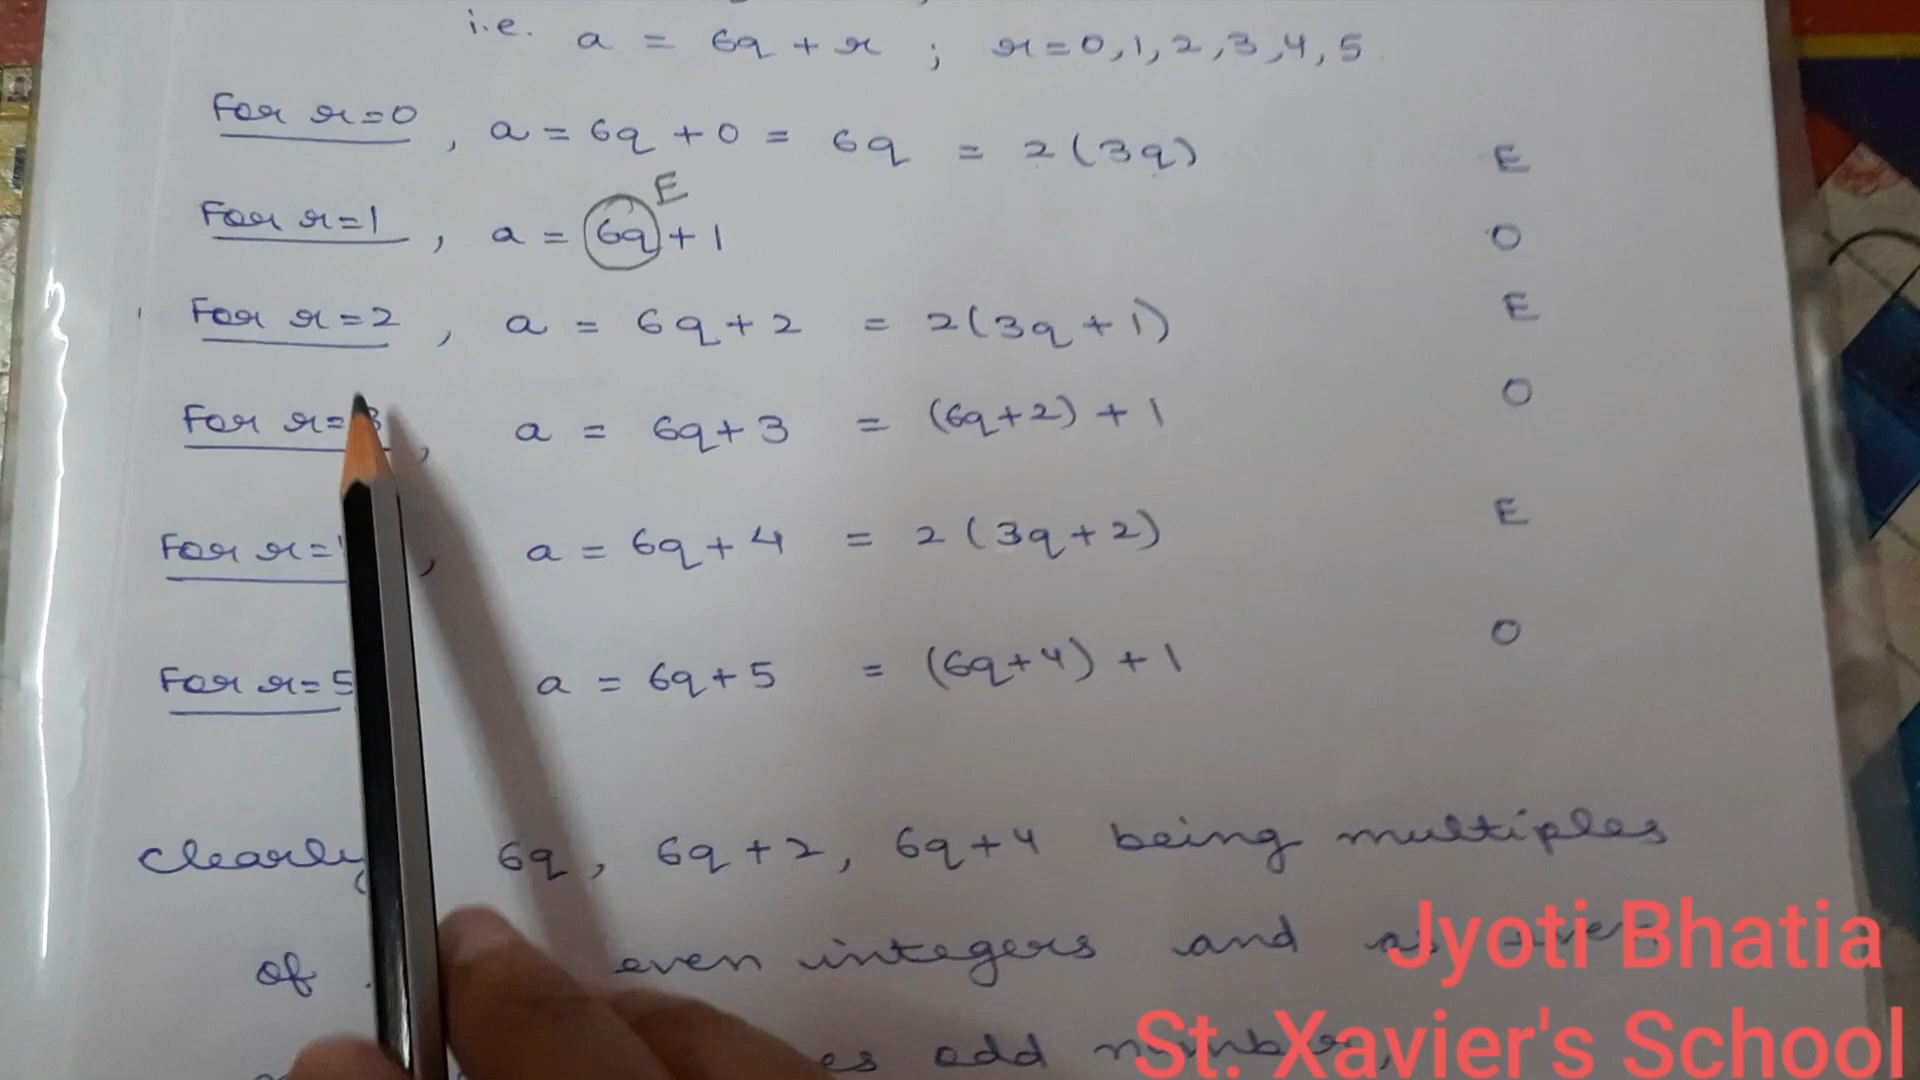 i.e. a = 6q + r ; r=0,1,2,3,4,5
For r=0 , a = 6q + 0 = 6q = 2(3q) E
E
For r=1 , a = 6q + 1 O
For r=2 , a = 6q + 2 = 2(3q + 1) E
For r=3 , a = 6q + 3 = (6q+2) + 1 O
For r= , a = 6q + 4 = 2(3q+2) E
For r=5 a = 6q+5 = (6q+4) + 1 O
Clearly 6q, 6q+2, 6q+4 being multiples
of even integers and
odd number,
Jyoti Bhatia
St. Xavier's School